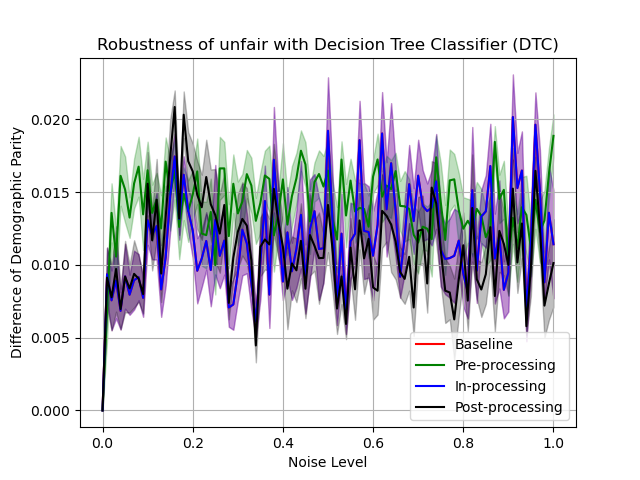 Robustness of unfair with Decision Tree Classifier (DTC)
Difference of Demographic Parity
0.020
0.015
0.010
0.005
0.000
0.0 0.2 0.4 0.6 0.8 1.0
Noise Level
Baseline
Pre-processing
In-processing
Post-processing